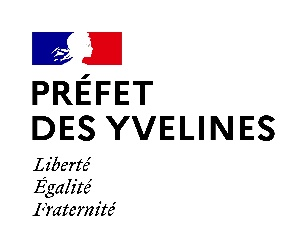 PRÉFET
DES YVELINES
Liberté
Égalité
Fraternité